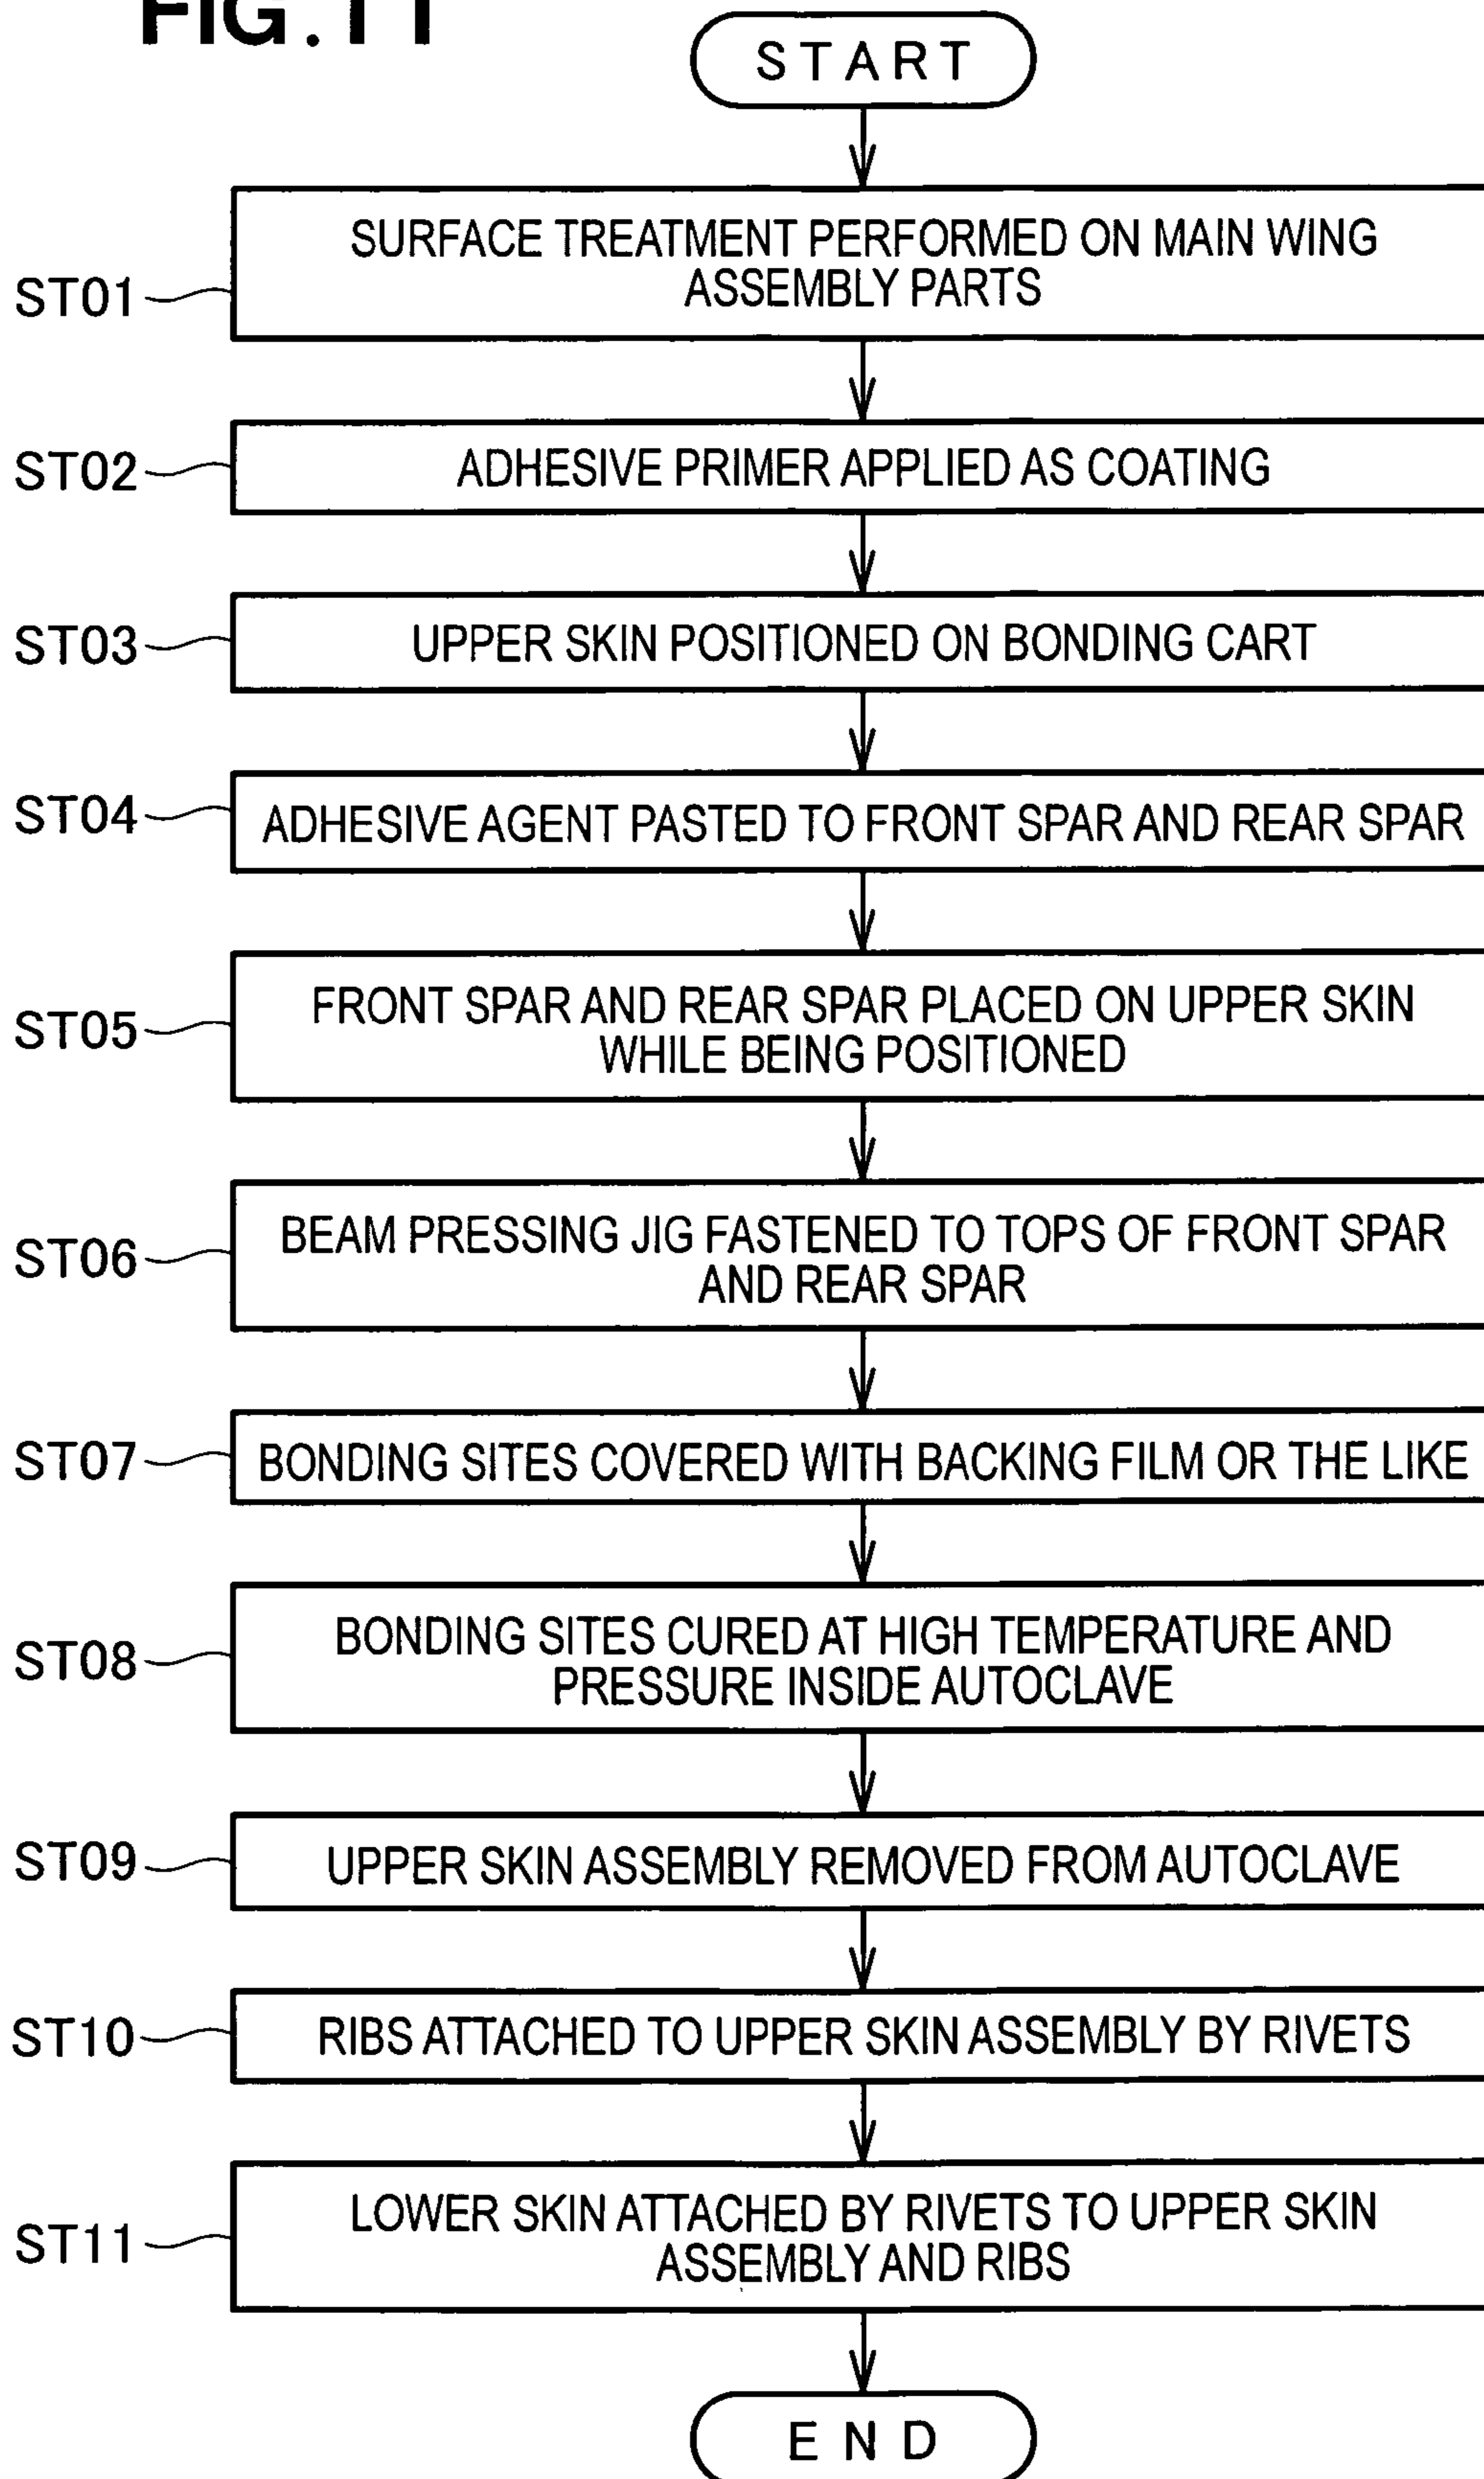 FIG. 11
START
ST01
SURFACE TREATMENT PERFORMED ON MAIN WING
ASSEMBLY PARTS
ST02
ADHESIVE PRIMER APPLIED AS COATING
ST03
UPPER SKIN POSITIONED ON BONDING CART
ST04
ADHESIVE AGENT PASTED TO FRONT SPAR AND REAR SPAR
ST05
FRONT SPAR AND REAR SPAR PLACED ON UPPER SKIN
WHILE BEING POSITIONED
ST06
BEAM PRESSING JIG FASTENED TO TOPS OF FRONT SPAR
AND REAR SPAR
ST07
BONDING SITES COVERED WITH BACKING FILM OR THE LIKE
ST08
BONDING SITES CURED AT HIGH TEMPERATURE AND
PRESSURE INSIDE AUTOCLAVE
ST09
UPPER SKIN ASSEMBLY REMOVED FROM AUTOCLAVE
ST10
RIBS ATTACHED TO UPPER SKIN ASSEMBLY BY RIVETS
ST11
LOWER SKIN ATTACHED BY RIVETS TO UPPER SKIN
ASSEMBLY AND RIBS
END